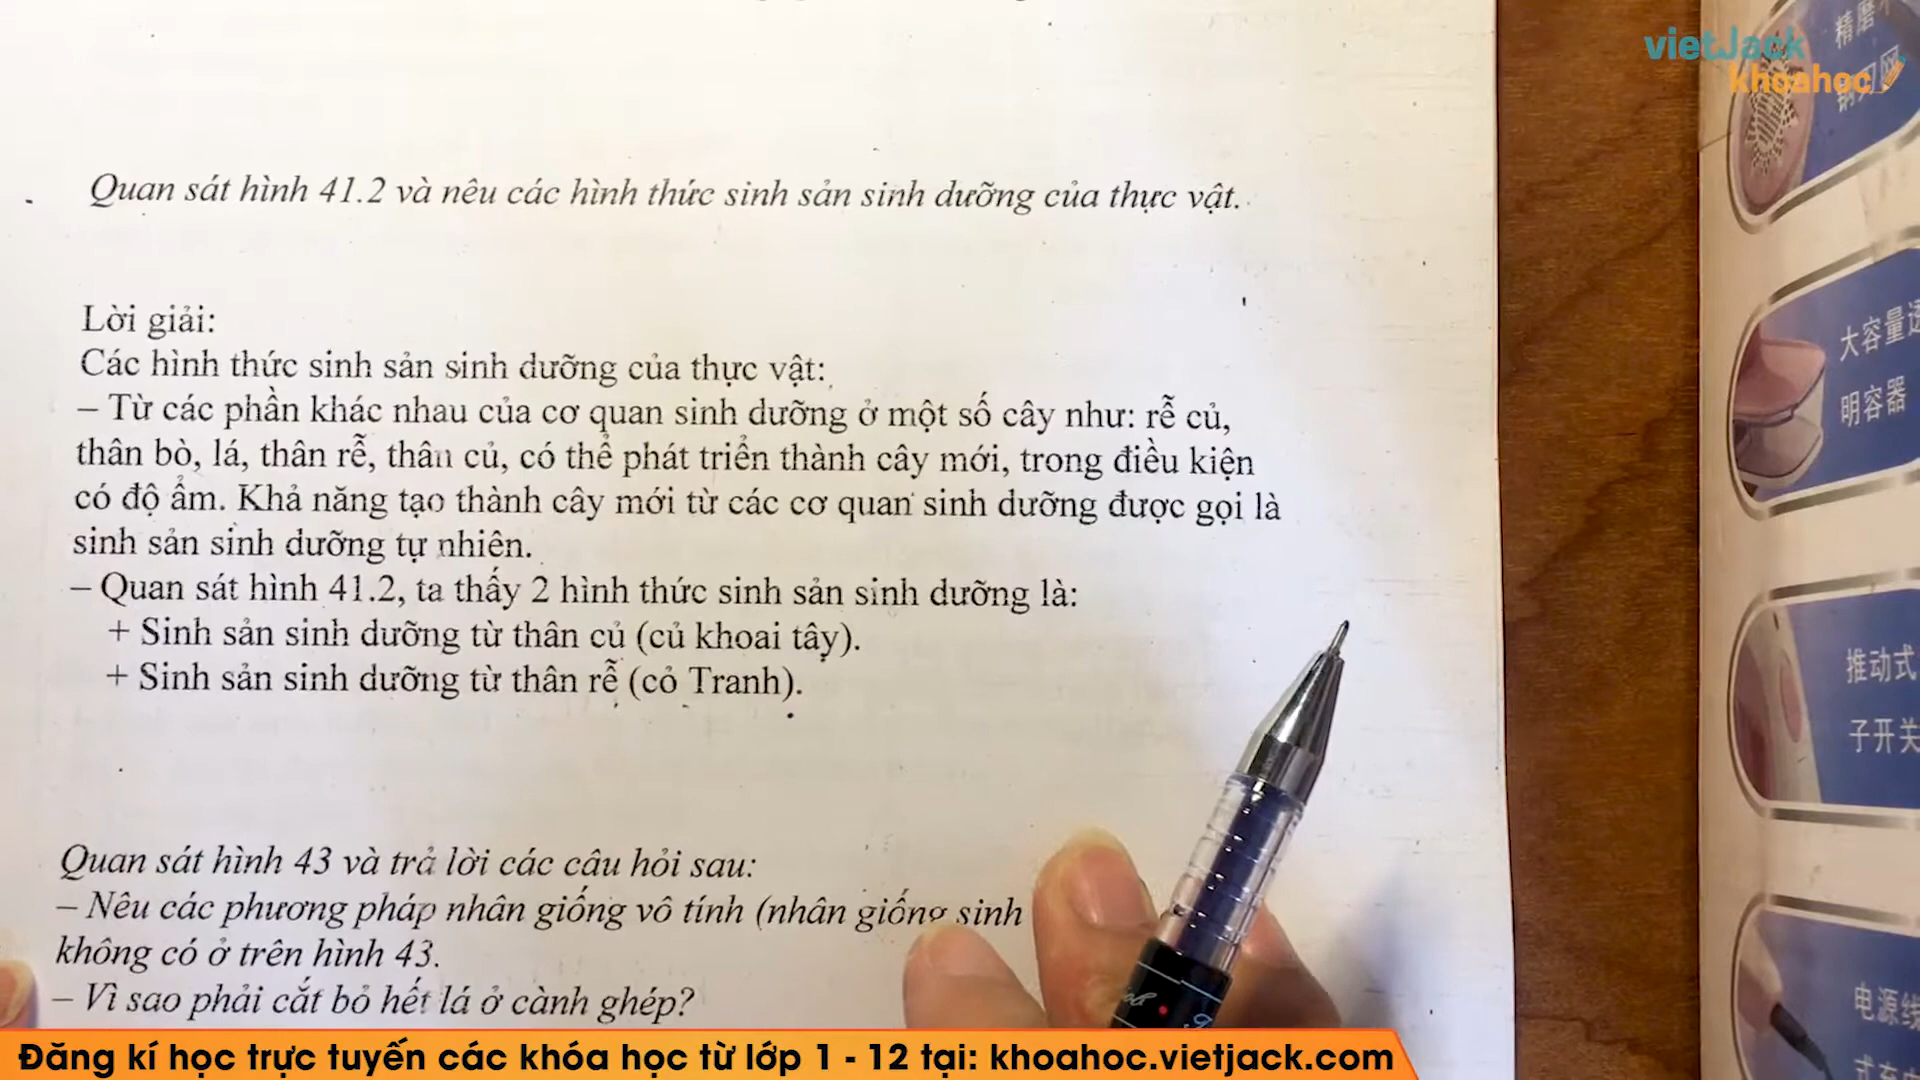 vietJack
khoahoc
Quan sát hình 41.2 và nêu các hình thức sinh sản sinh dưỡng của thực vật.
Lời giải:
Các hình thức sinh sản sinh dưỡng của thực vật:
– Từ các phần khác nhau của cơ quan sinh dưỡng ở một số cây như: rễ củ,
thân bò, lá, thân rễ, thân củ, có thể phát triển thành cây mới, trong điều kiện
có độ ẩm. Khả năng tạo thành cây mới từ các cơ quan sinh dưỡng được gọi là
sinh sản sinh dưỡng tự nhiên.
– Quan sát hình 41.2, ta thấy 2 hình thức sinh sản sinh dưỡng là:
+ Sinh sản sinh dưỡng từ thân củ (củ khoai tây).
+ Sinh sản sinh dưỡng từ thân rễ (cỏ Tranh).
Quan sát hình 43 và trả lời các câu hỏi sau:
– Nêu các phương pháp nhân giống vô tính (nhân giống sinh
không có ở trên hình 43.
– Vì sao phải cắt bỏ hết lá ở cành ghép?
精磨
钢刀网
大容量透
明容器
推动式
子开关
电源线
Đăng kí học trực tuyến các khóa học từ lớp 1 - 12 tại: khoahoc.vietjack.com